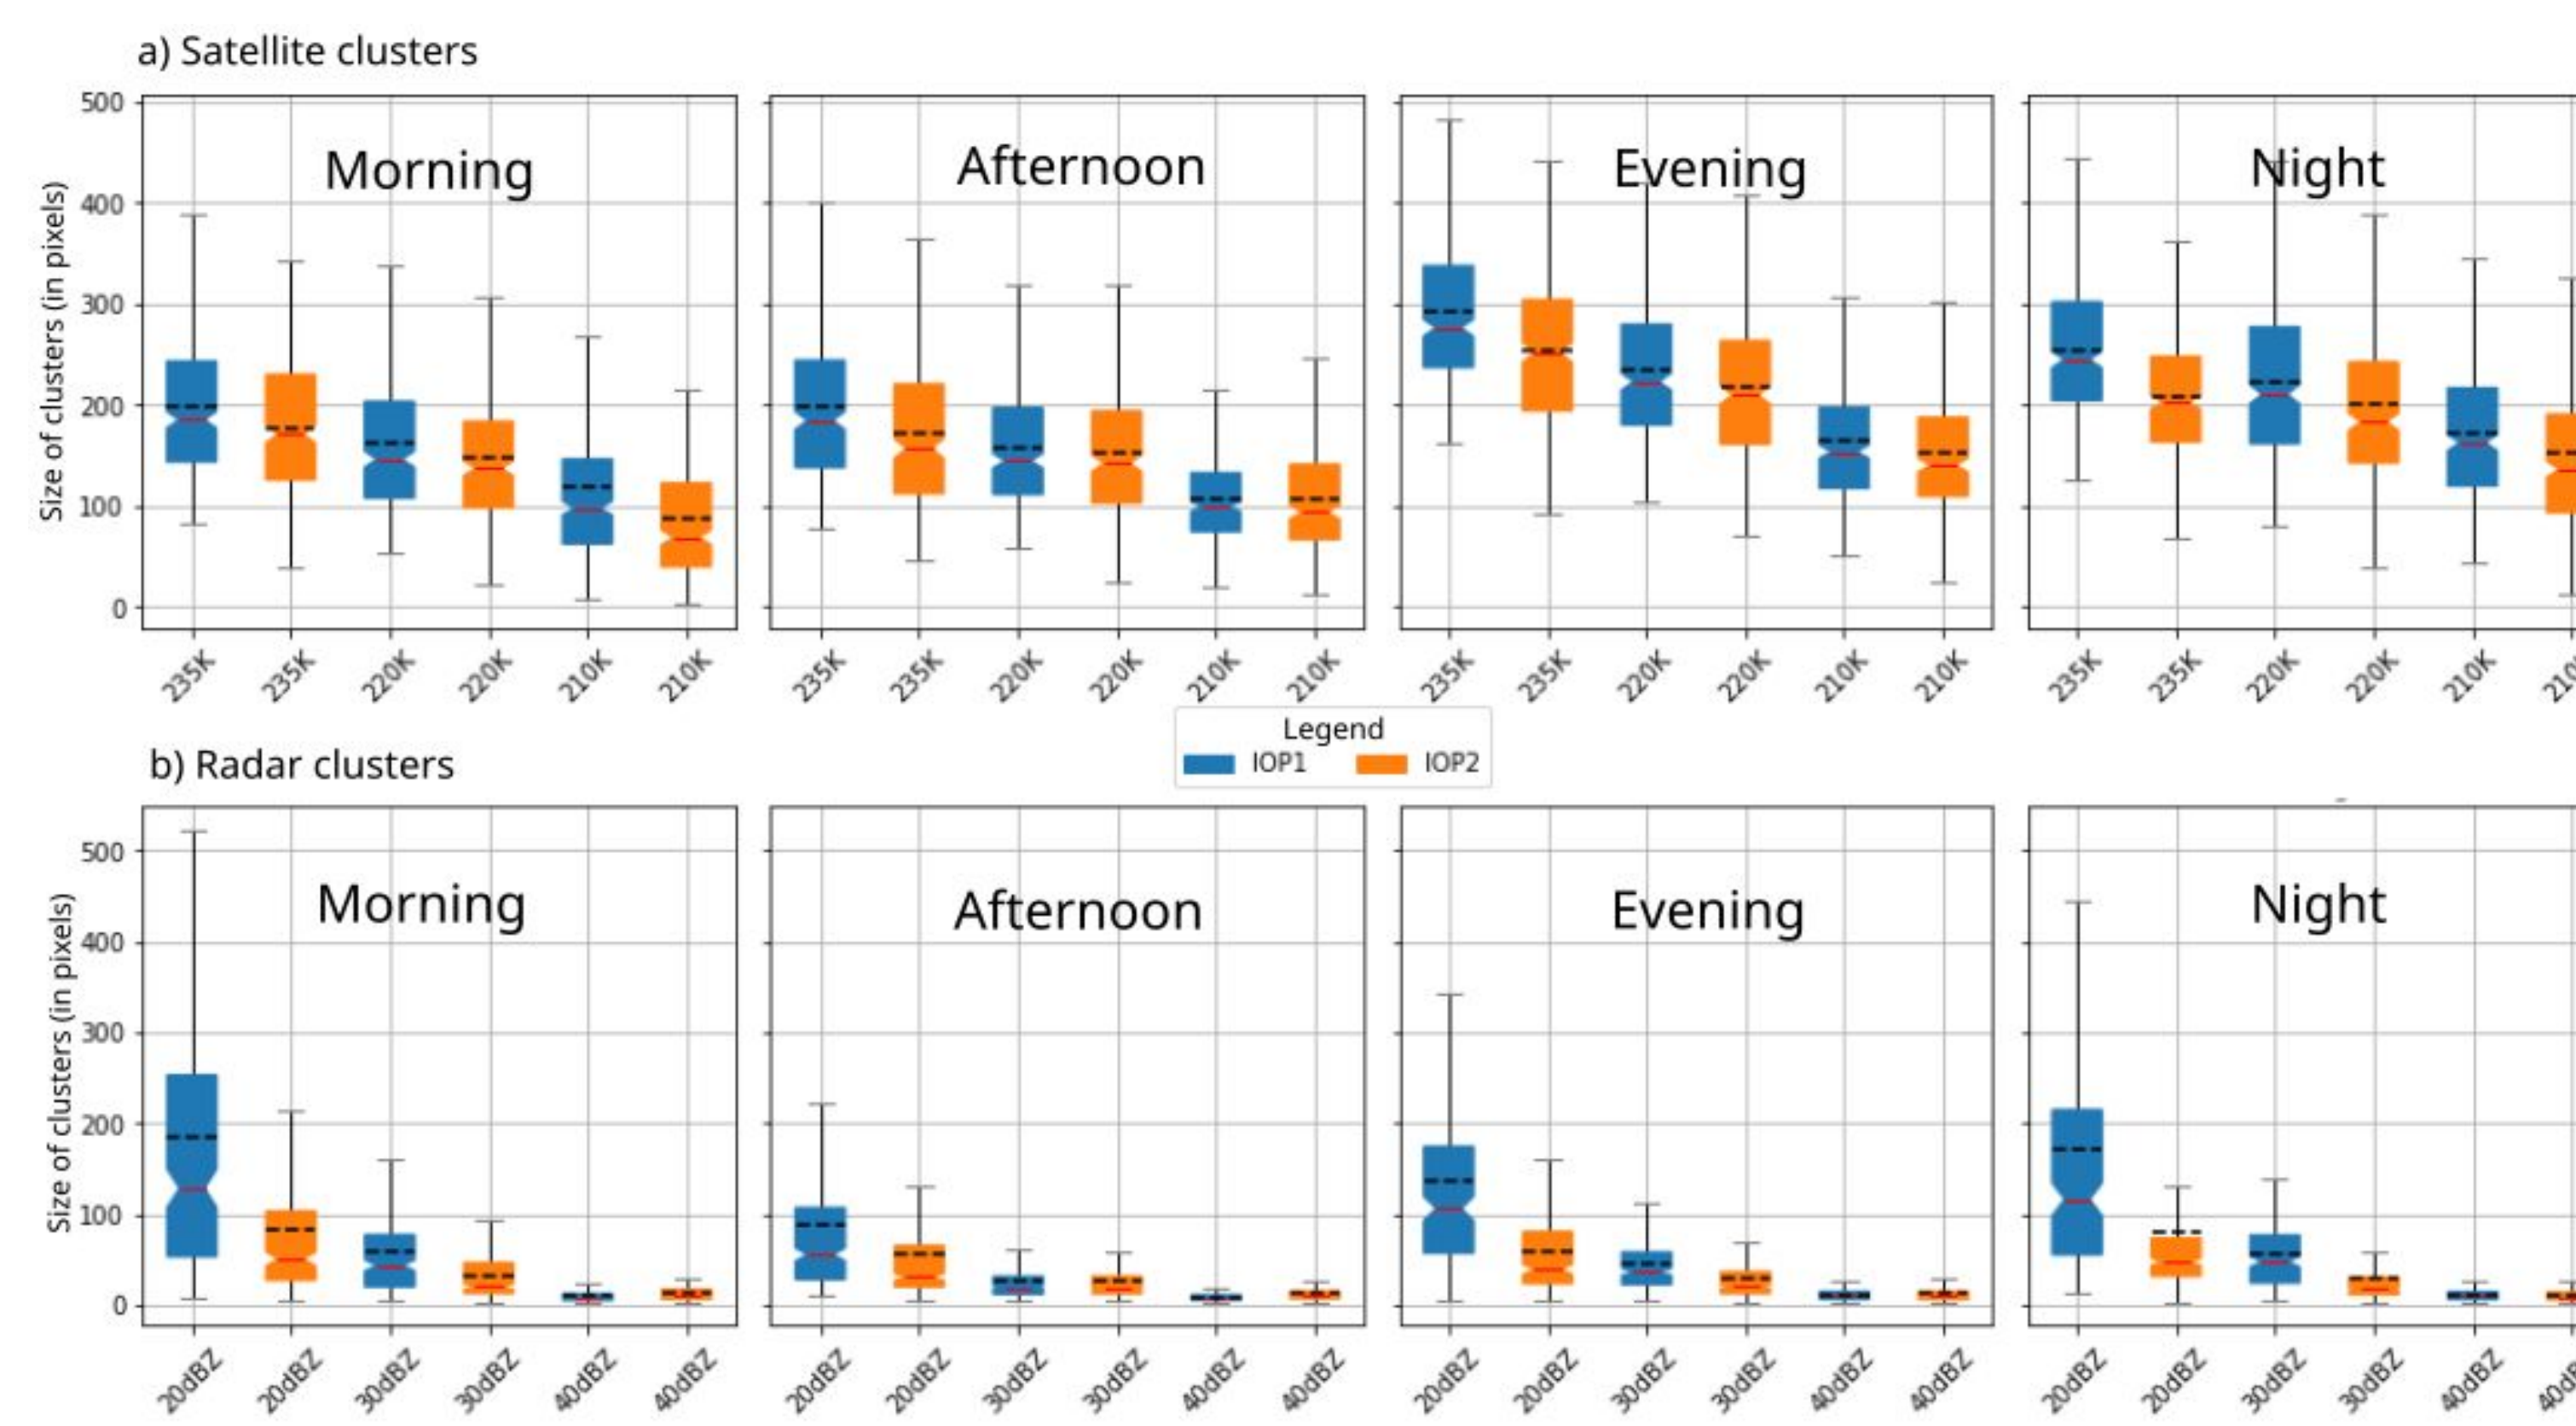 a) Satellite clusters
Morning
Afternoon
Evening
Night
Size of clusters (in pixels)
500
400
300
200
100
0
235K 235K 220K 220K 210K 210K
235K 235K 220K 220K 210K 210K
235K 235K 220K 220K 210K 210K
235K 235K 220K 220K 210K 210
Legend
IOP1 IOP2
b) Radar clusters
Morning
Afternoon
Evening
Night
Size of clusters (in pixels)
500
400
300
200
100
0
20dBZ 20dBZ 30dBZ 30dBZ 40dBZ 40dBZ
20dBZ 20dBZ 30dBZ 30dBZ 40dBZ 40dBZ
20dBZ 20dBZ 30dBZ 30dBZ 40dBZ 40dBZ
20dBZ 20dBZ 30dBZ 30dBZ 40dBZ